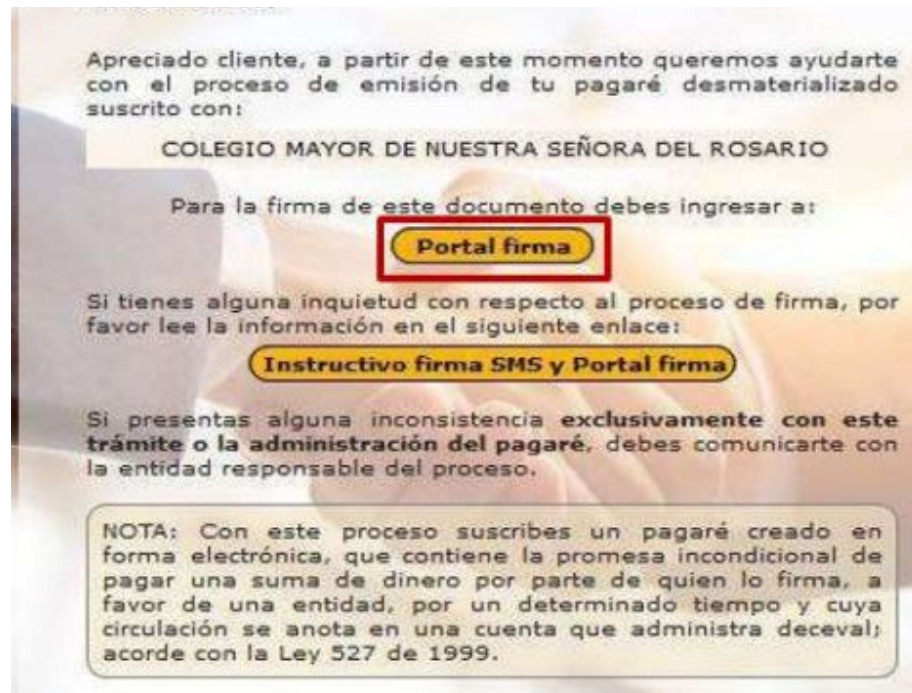 Apreciado cliente, a partir de este momento queremos ayudarte
con el proceso de emisión de tu pagaré desmaterializado
suscrito con:
COLEGIO MAYOR DE NUESTRA SEÑORA DEL ROSARIO
Para la firma de este documento debes ingresar a:
Portal firma
Si tienes alguna inquietud con respecto al proceso de firma, por
favor lee la información en el siguiente enlace:
Instructivo firma SMS y Portal firma
Si presentas alguna inconsistencia exclusivamente con este
trámite o la administración del pagaré, debes comunicarte con
la entidad responsable del proceso.
NOTA: Con este proceso suscribes un pagaré creado en
forma electrónica, que contiene la promesa incondicional de
pagar una suma de dinero por parte de quien lo firma, a
favor de una entidad, por un determinado tiempo y cuya
circulación se anota en una cuenta que administra deceval;
acorde con la Ley 527 de 1999.